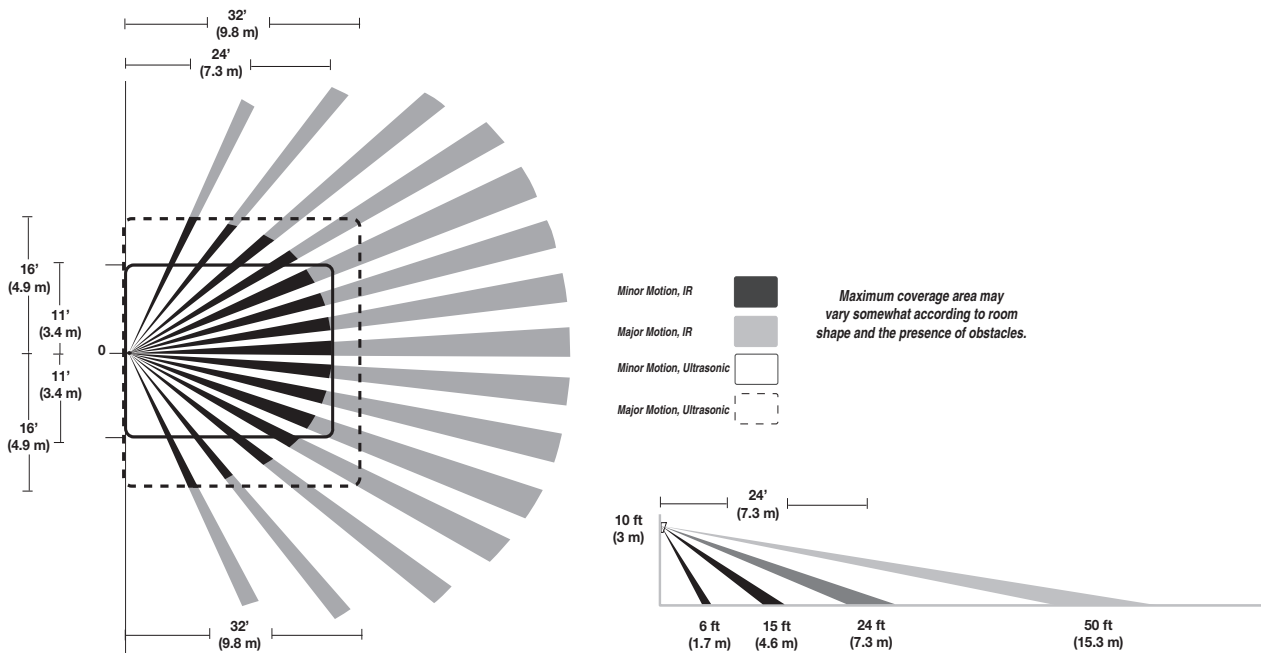 32’
(9.8 m)
24’
(7.3 m)
16’
(4.9 m)
11’
(3.4 m)
0
11’
(3.4 m)
16’
(4.9 m)
32’
(9.8 m)
Minor Motion, IR
Major Motion, IR
Minor Motion, Ultrasonic
Major Motion, Ultrasonic
Maximum coverage area may
vary somewhat according to room
shape and the presence of obstacles.
24’
(7.3 m)
10 ft
(3 m)
6 ft
(1.7 m)
15 ft
(4.6 m)
24 ft
(7.3 m)
50 ft
(15.3 m)